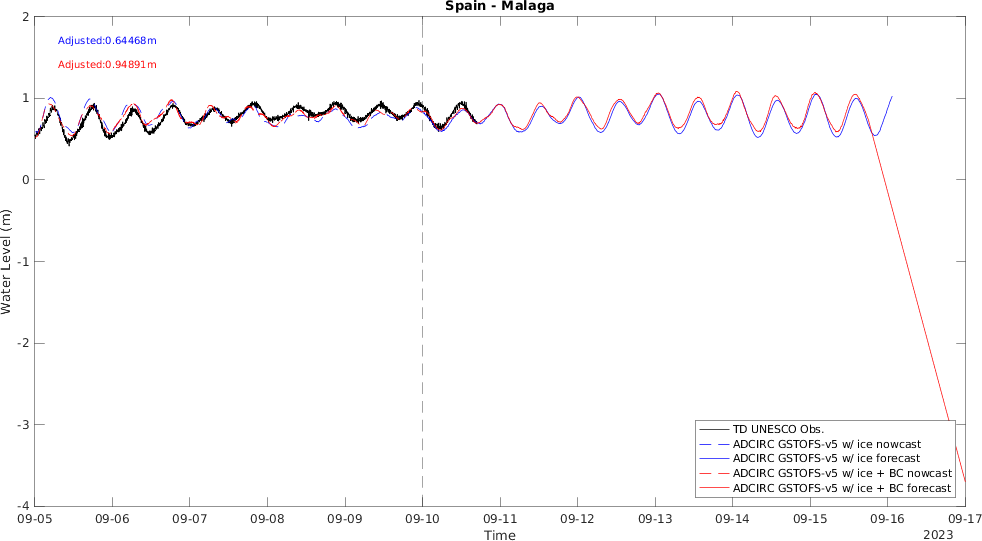 Spain - Malaga
Adjusted:0.64468m
Adjusted:0.94891m
2
1
0
-1
-2
-3
-4
Water Level (m)
TD UNESCO Obs.
ADCIRC GSTOFS-v5 w/ ice nowcast
ADCIRC GSTOFS-v5 w/ ice forecast
ADCIRC GSTOFS-v5 w/ ice + BC nowcast
ADCIRC GSTOFS-v5 w/ ice + BC forecast
09-05 09-06 09-07 09-08 09-09 09-10 09-11 09-12 09-13 09-14 09-15 09-16 09-17
Time
2023